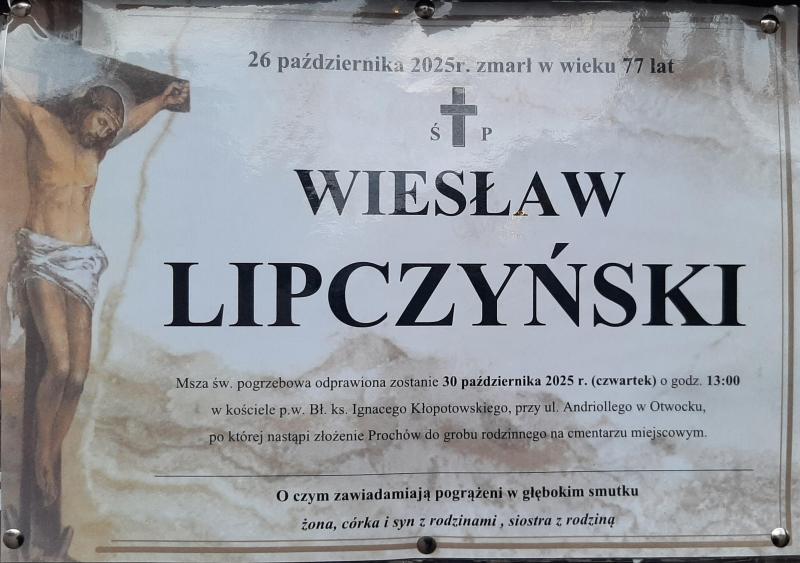 26 października 2025r. zmarł w wieku 77 lat
Ś P
WIESŁAW
LIPCZYŃSKI
Msza św. pogrzebowa odprawiona zostanie 30 października 2025 r. (czwartek) o godz. 13:00
w kościele p.w. Bł. ks. Ignacego Kłopotowskiego, przy ul. Andriollego w Otwocku,
po której nastąpi złożenie Prochów do grobu rodzinnego na cmentarzu miejscowym.
O czym zawiadamiają pogrążeni w głębokim smutku
żona, córka i syn z rodzinami , siostra z rodziną